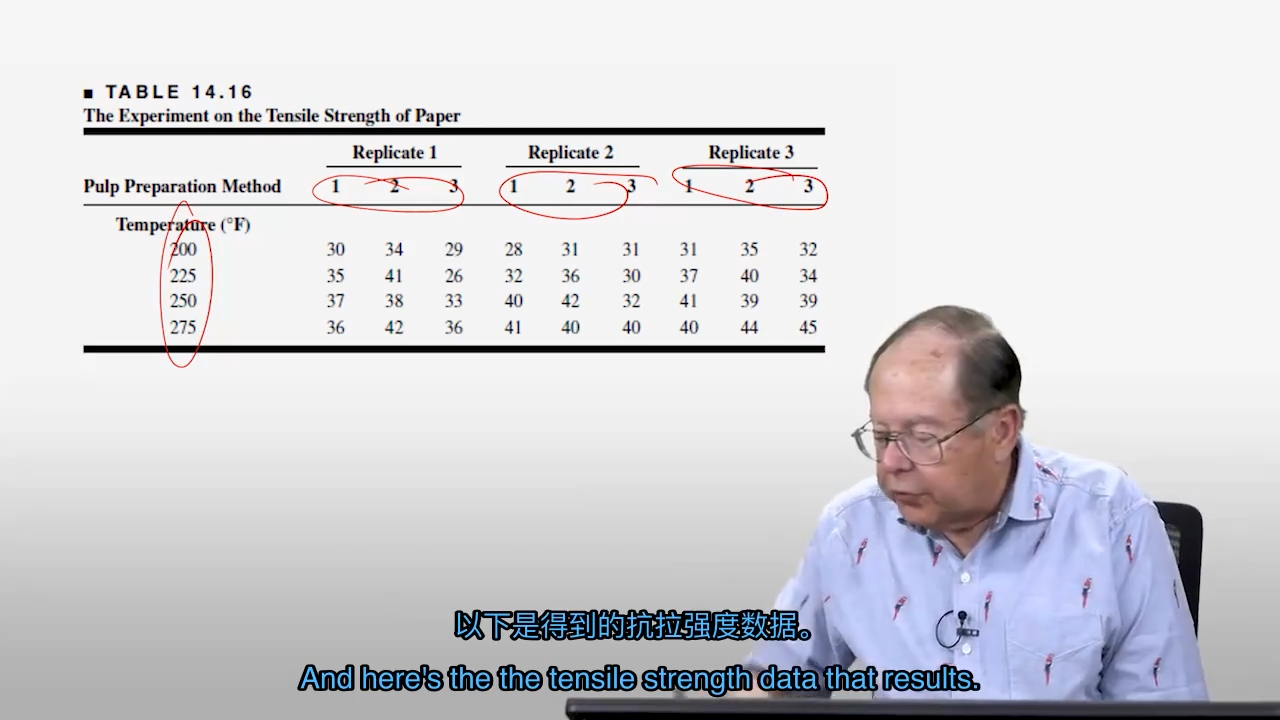 ■ TABLE 14.16
The Experiment on the Tensile Strength of Paper
Replicate 1 Replicate 2 Replicate 3
Pulp Preparation Method 1 2 3 1 2 3 1 2 3
Temperature (°F)
200 30 34 29 28 31 31 31 35 32
225 35 41 26 32 36 30 37 40 34
250 37 38 33 40 42 32 41 39 39
275 36 42 36 41 40 40 40 44 45
以下是得到的抗拉强度数据。
And here's the the tensile strength data that results.